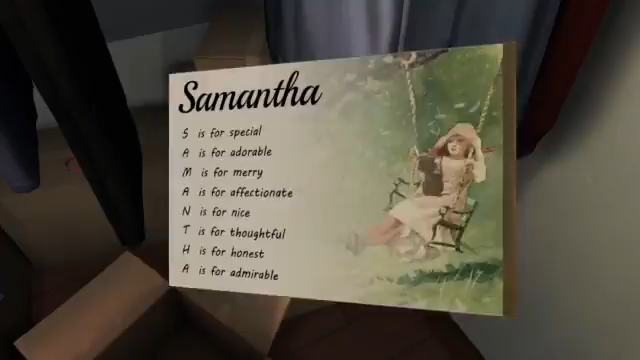 Samantha
S is for special
A is for adorable
M is for merry
A is for affectionate
N is for nice
T is for thoughtful
H is for honest
A is for admirable